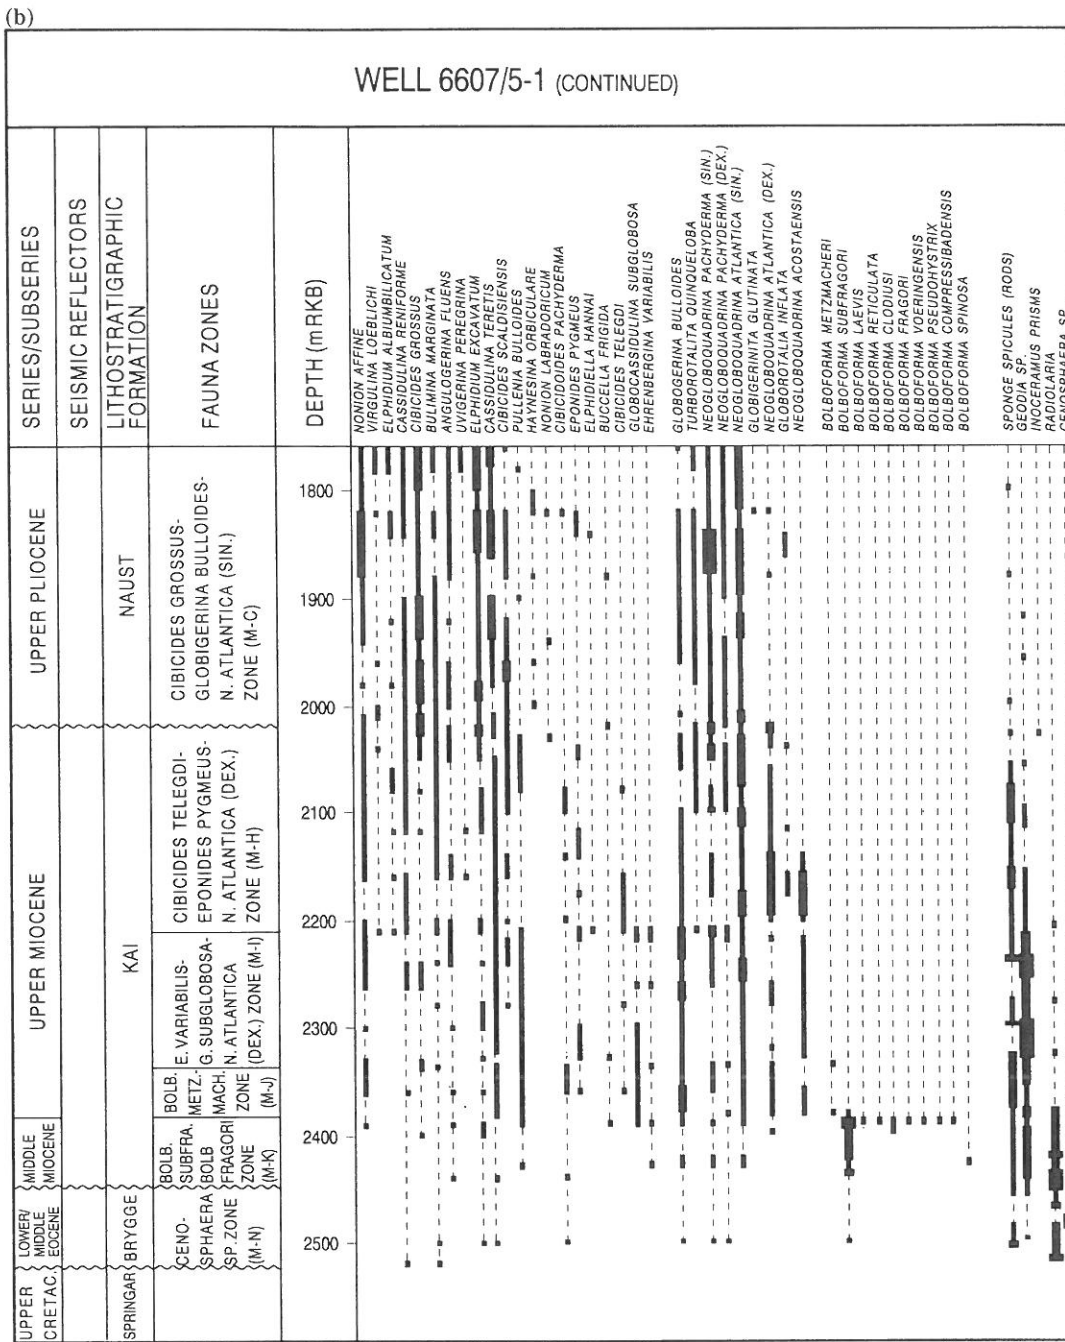 (b)
WELL 6607/5-1 (CONTINUED)
SERIES/SUBSERIES
SEISMIC REFLECTORS
LITHOSTRATIGRAPHIC
FORMATION
FAUNA ZONES
DEPTH (mRKB)
NONION AFFINE
VIRGULINA LOEBLICHI
ELPHIDIUM ALBIUMBILICATUM
CASSIDULINA RENIFORME
CIBICIDES GROSSUS
BULIMINA MARGINATA
ANGULOGERINA FLUENS
UVIGERINA PEREGRINA
ELPHIDIUM EXCAVATUM
CASSIDULINA TERETIS
CIBICIDES SCALDISIENSIS
PULLENIA BULLOIDES
HAYNESINA ORBICULARE
NONION LABRADORICUM
CIBICIDOIDES PACHYDERMA
EPONIDES PYGMEUS
ELPHIDIELLA HANNAI
BUCCELLA FRIGIDA
CIBICIDES TELEGDI
GLOBOCASSIDULINA SUBGLOBOSA
EHRENBERGINA VARIABILIS
GLOBOGERINA BULLOIDES
TURBOROTALITA QUINQUELOBA
NEOGLOBOQUADRINA PACHYDERMA (SIN.)
NEOGLOBOQUADRINA PACHYDERMA (DEX.)
NEOGLOBOQUADRINA ATLANTICA (SIN.)
GLOBIGERINITA GLUTINATA
NEOGLOBOQUADRINA ATLANTICA (DEX.)
GLOBOROTALIA INFLATA
NEOGLOBOQUADRINA ACOSTAENSIS
BOLBOFORMA METZMACHERI
BOLBOFORMA SUBFRAGORI
BOLBOFORMA LAEVIS
BOLBOFORMA RETICULATA
BOLBOFORMA CLODIUSI
BOLBOFORMA FRAGORI
BOLBOFORMA VOERINGENSIS
BOLBOFORMA PSEUDOHYSTRIX
BOLBOFORMA COMPRESSIBADENSIS
BOLBOFORMA SPINOSA
SPONGE SPICULES (RODS)
GEODIA SP.
INOCERAMUS PRISMS
RADIOLARIA
CENOSPHAERA SP.
UPPER PLIOCENE
UPPER MIOCENE
MIDDLE
MIOCENE
LOWER/
MIDDLE
EOCENE
UPPER
CRETAC.
NAUST
KAI
BRYGGE
SPRINGAR
CIBICIDES GROSSUS-
GLOBIGERINA BULLOIDES-
N. ATLANTICA (SIN.)
ZONE (M-C)
CIBICIDES TELEGDI-
EPONIDES PYGMEUS-
N. ATLANTICA (DEX.)
ZONE (M-H)
E. VARIABILIS-
G. SUBGLOBOSA-
N. ATLANTICA
(DEX.) ZONE (M-I)
BOLB.
METZ.-
MACH.
ZONE
(M-J)
BOLB.
SUBFRA.
BOLB
FRAGORI
ZONE
(M-K)
CENO-
SPHAERA
SP. ZONE
(M-N)
1800
1900
2000
2100
2200
2300
2400
2500